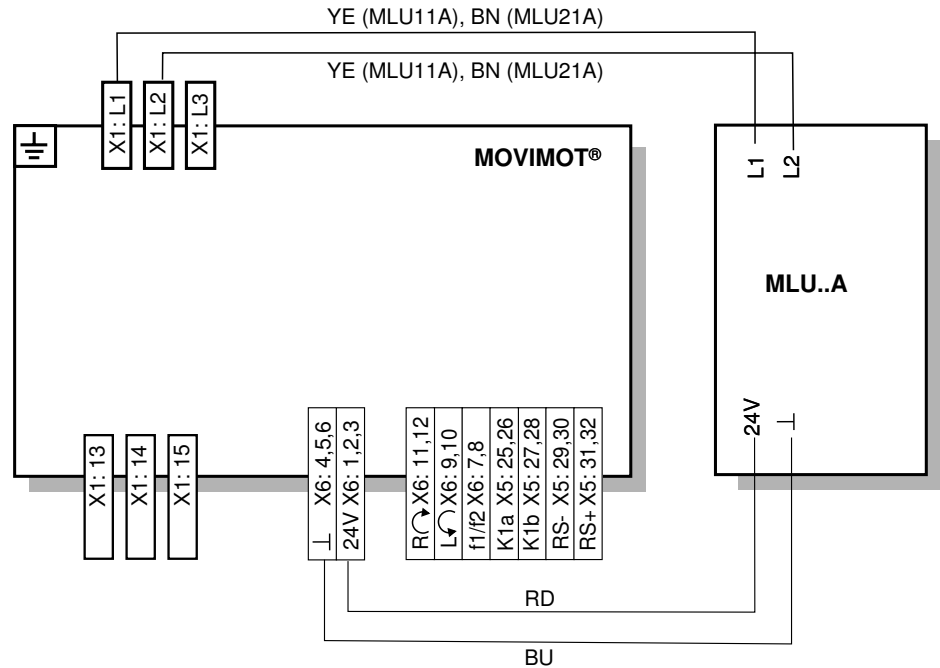 YE (MLU11A), BN (MLU21A)
YE (MLU11A), BN (MLU21A)
X1: L1
X1: L2
X1: L3
MOVIMOT®
L1
L2
MLU..A
24V
⊥
X1: 13
X1: 14
X1: 15
⊥ X6: 4,5,6
24V X6: 1,2,3
R X6: 11,12
L X6: 9,10
f1/f2 X6: 7,8
K1a X5: 25,26
K1b X5: 27,28
RS- X5: 29,30
RS+ X5: 31,32
RD
BU